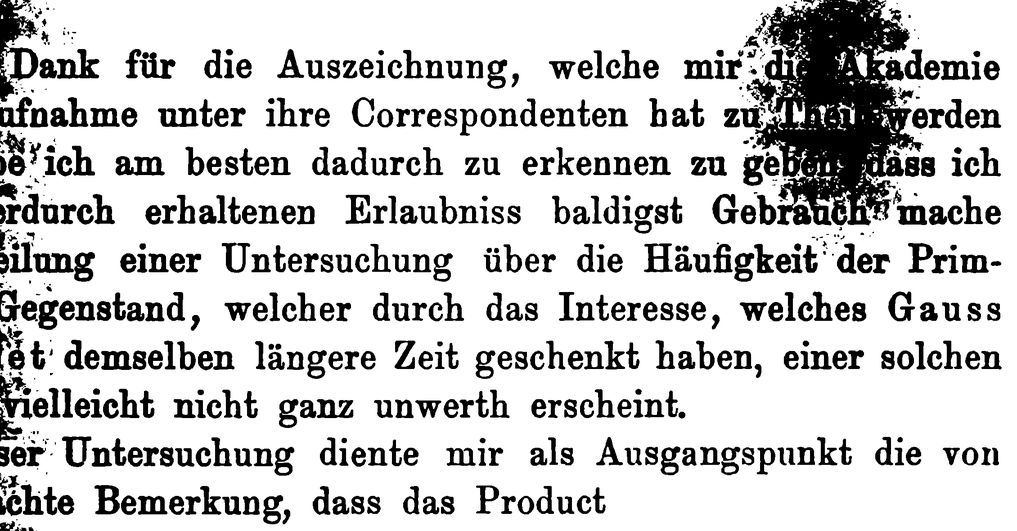 Dank für die Auszeichnung, welche mir die Akademie
ufnahme unter ihre Correspondenten hat zu Theil werden
ich am besten dadurch zu erkennen zu geben, dass ich
erdurch erhaltenen Erlaubniss baldigst Gebrauch mache
eilung einer Untersuchung über die Häufigkeit der Prim-
Gegenstand, welcher durch das Interesse, welches Gauss
et demselben längere Zeit geschenkt haben, einer solchen
vielleicht nicht ganz unwerth erscheint.
ser Untersuchung diente mir als Ausgangspunkt die von
achte Bemerkung, dass das Product